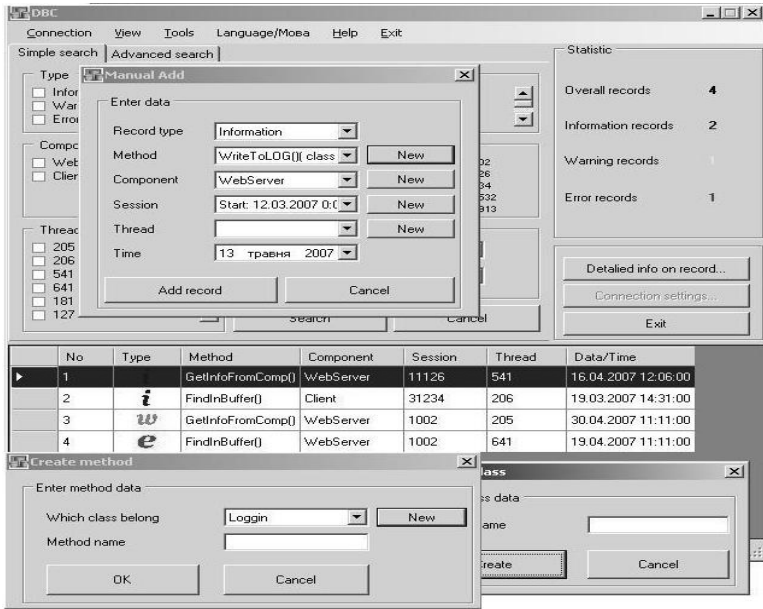 DBC
Connection View Tools Language/Мова Help Exit
Simple search Advanced search
Manual Add
Enter data
Record type Information
Method WriteToLOG()( class New
Component WebServer New
Session Start: 12.03.2007 New
Thread New
Time 13 травня 2007
Add record Cancel
205
206
541
641
181
127
Search Cancel
Statistic
Overall records 4
Information records 2
Warning records 1
Error records 1
Detalied info on record...
Connection settings...
Exit
No Type Method Component Session Thread Data/Time
1 i GetInfoFromComp() WebServer 11126 541 16.04.2007 12:06:00
2 i FindInBuffer() Client 31234 206 19.03.2007 14:31:00
3 w GetInfoFromComp() WebServer 1002 205 30.04.2007 11:11:00
4 e FindInBuffer() WebServer 1002 641 19.04.2007 11:11:00
Create method
Enter method data
Which class belong Loggin New
Method name
OK Cancel
Cancel